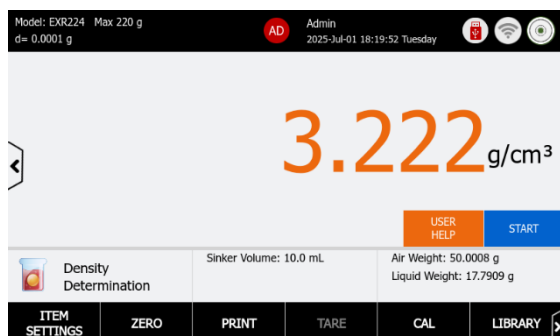 Model: EXR224 Max 220 g
d= 0.0001 g
AD
Admin
2025-Jul-01 18:19:52 Tuesday
3.222 g/cm³
USER
HELP
START
Density
Determination
Sinker Volume: 10.0 mL
Air Weight: 50.0008 g
Liquid Weight: 17.7909 g
ITEM
SETTINGS
ZERO
PRINT
TARE
CAL
LIBRARY